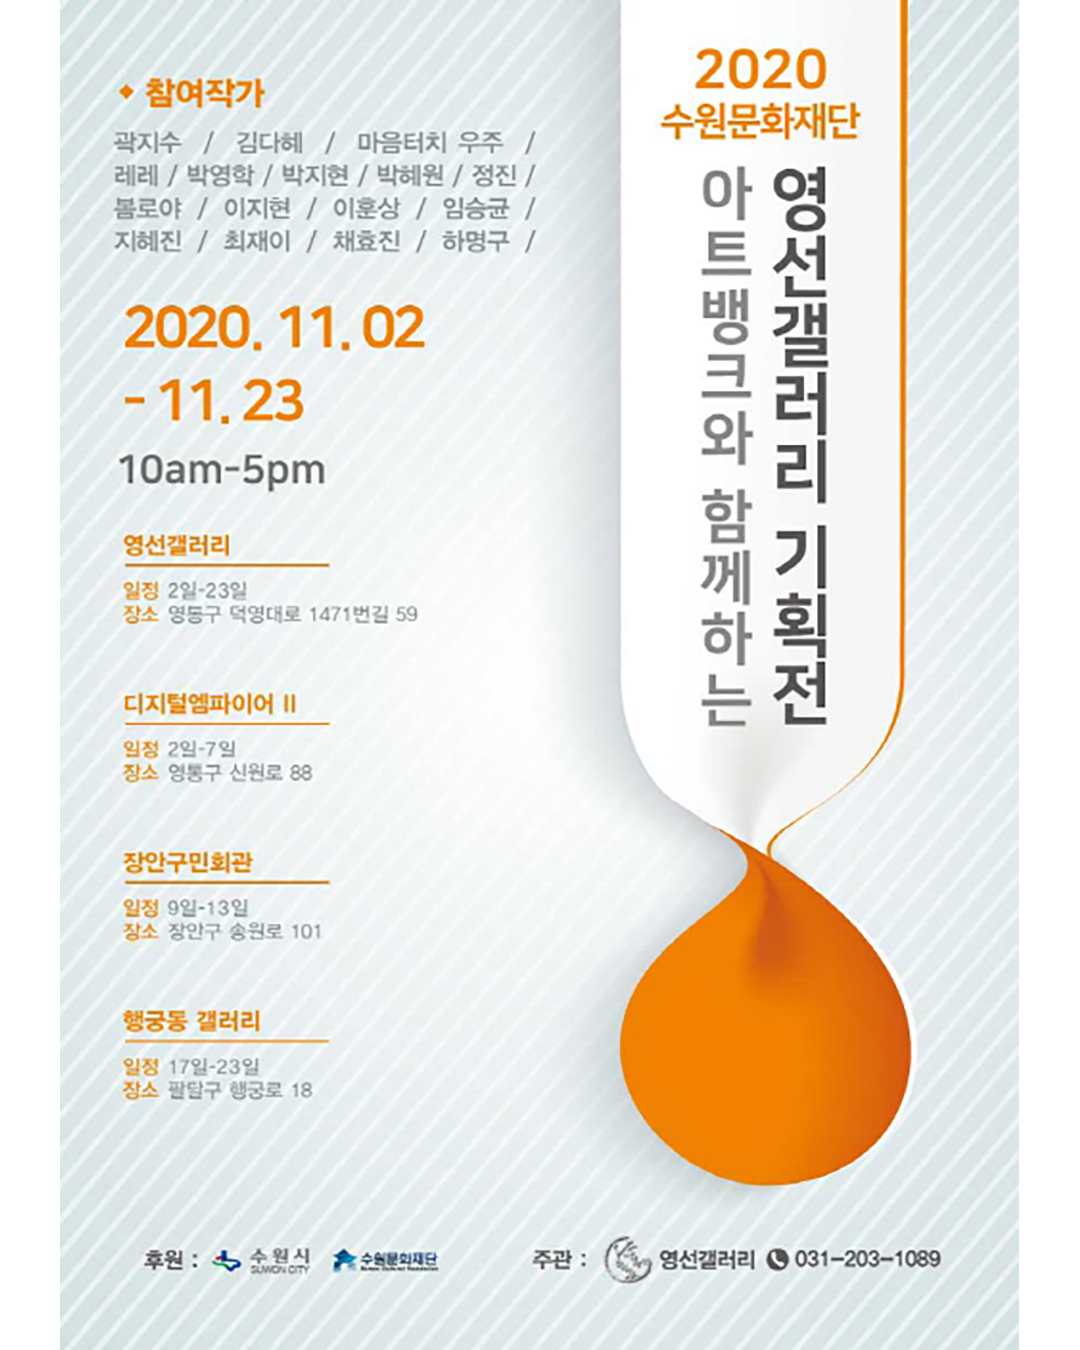 ◆ 참여작가
곽지수 / 김다혜 / 마음터치 우주 /
레레 / 박영학 / 박지현 / 박혜원 / 정진 /
봄로야 / 이지현 / 이훈상 / 임승균 /
지혜진 / 최재이 / 채효진 / 하명구 /
2020. 11. 02
- 11. 23
10am-5pm
영선갤러리
일정 2일-23일
장소 영통구 덕영대로 1471번길 59
디지털엠파이어 II
일정 2일-7일
장소 영통구 신원로 88
장안구민회관
일정 9일-13일
장소 장안구 송원로 101
행궁동 갤러리
일정 17일-23일
장소 팔달구 행궁로 18
2020
수원문화재단
영선갤러리 기획전
아트뱅크와 함께하는
후원 : 수원시 SUWON CITY 수원문화재단 Suwon Cultural Foundation
주관 : 영선갤러리 031-203-1089